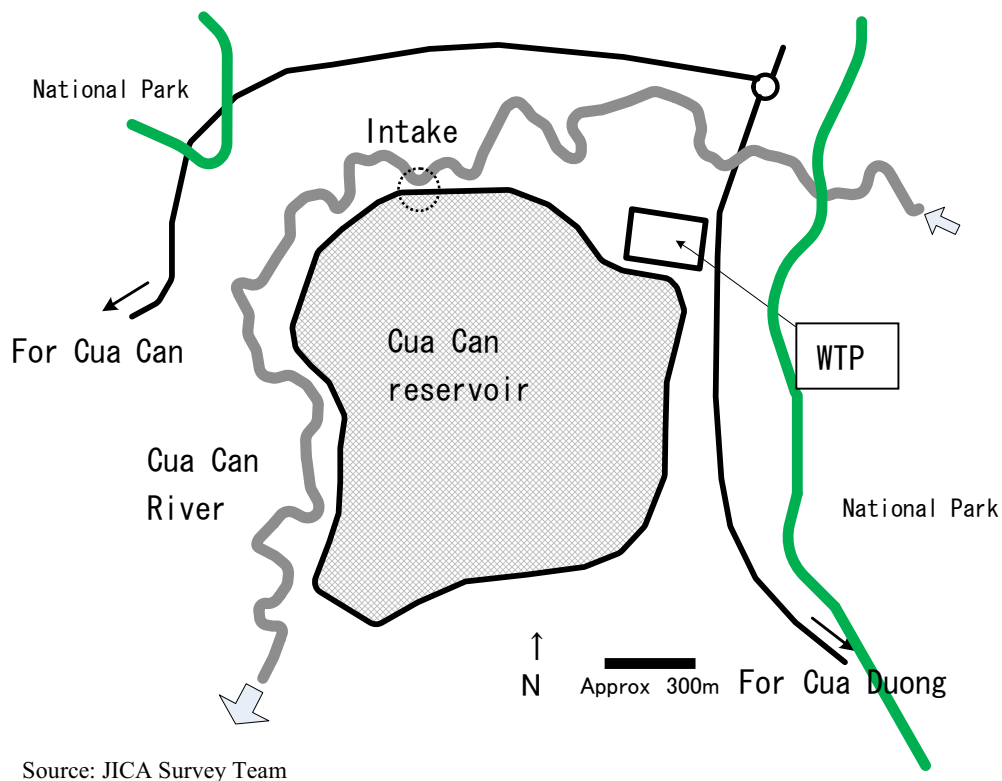 National Park
Intake
For Cua Can
Cua Can
reservoir
WTP
Cua Can
River
National Park
N
Approx 300m
For Cua Duong
Source: JICA Survey Team